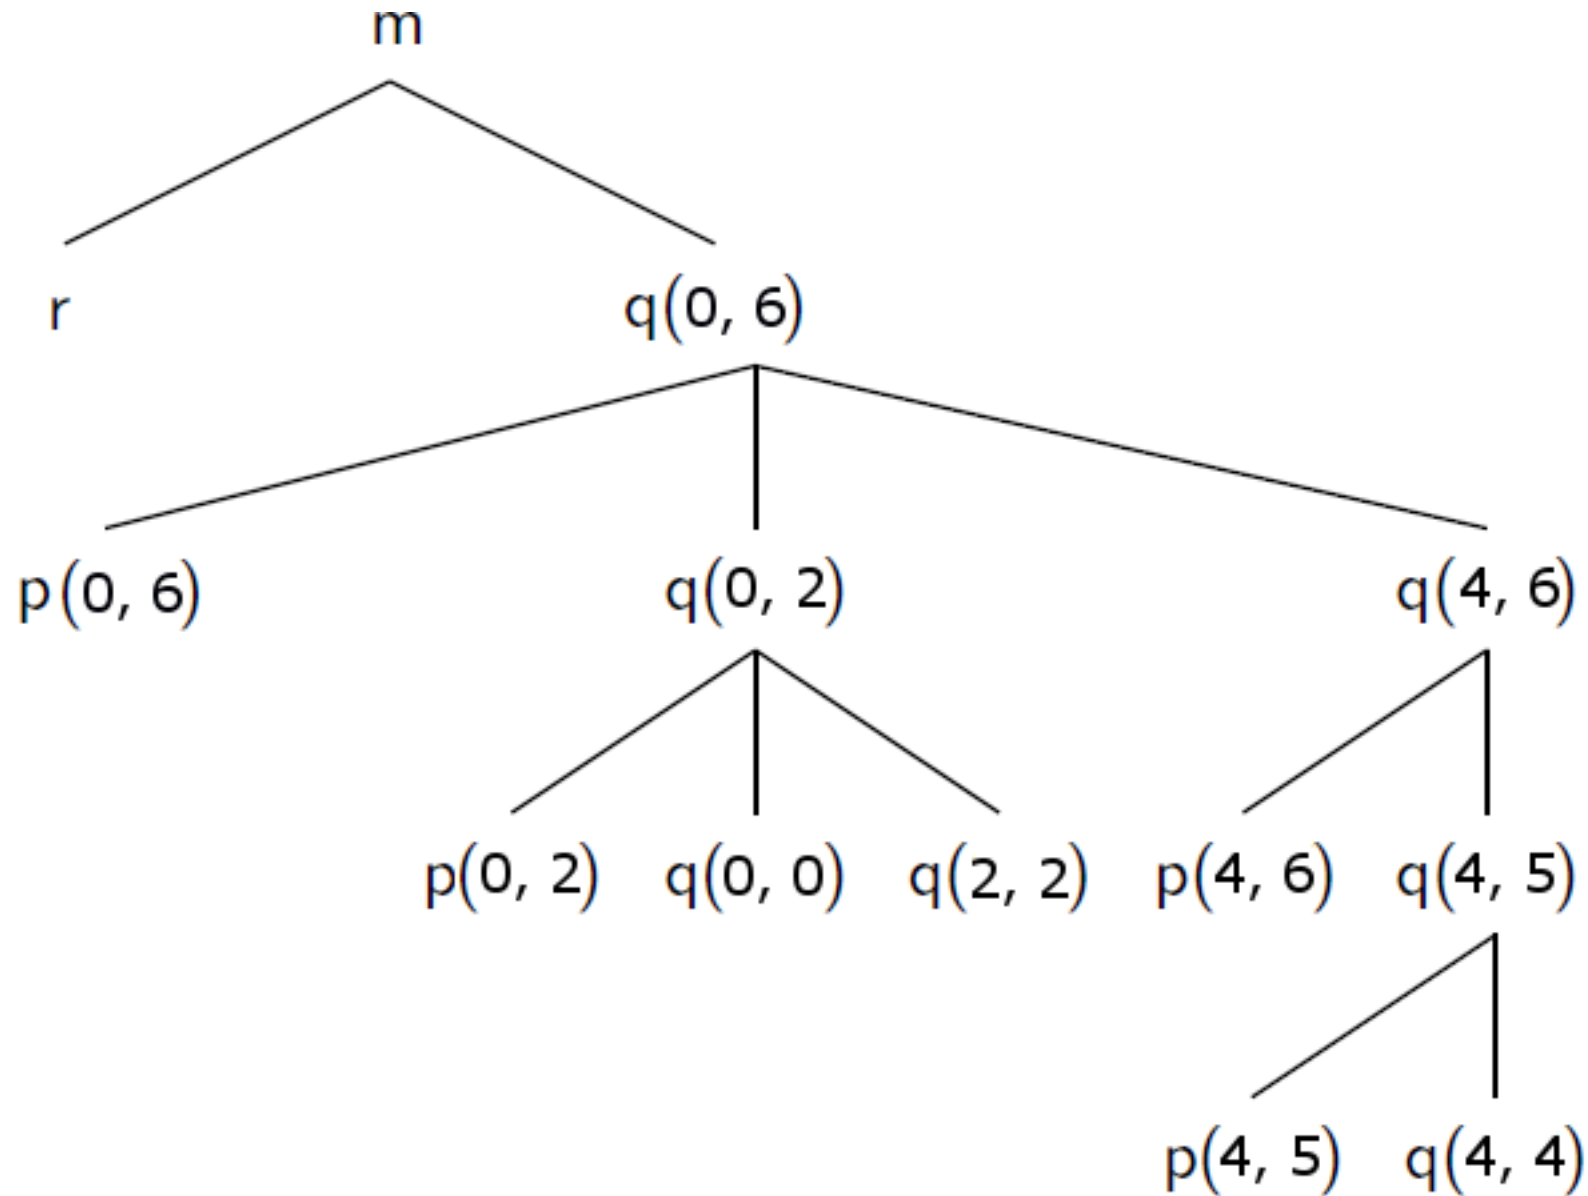 m
r q(0, 6)
p(0, 6) q(0, 2) q(4, 6)
p(0, 2) q(0, 0) q(2, 2) p(4, 6) q(4, 5)
p(4, 5) q(4, 4)